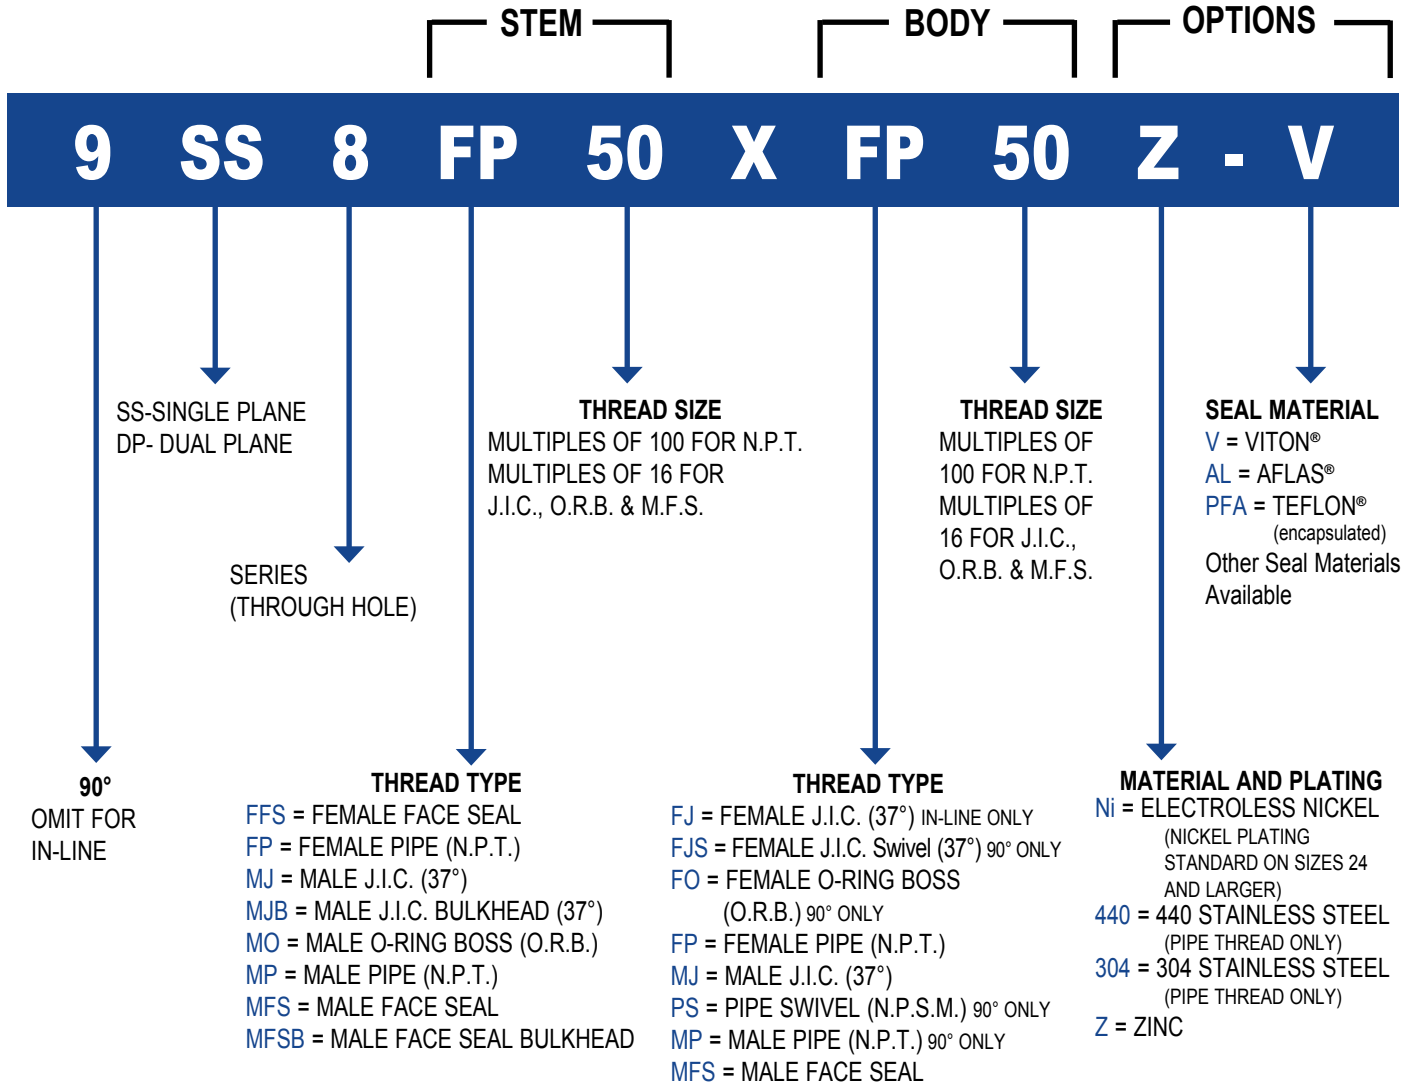 STEM BODY OPTIONS
9 SS 8 FP 50 X FP 50 Z - V
SS-SINGLE PLANE
DP- DUAL PLANE
SERIES
(THROUGH HOLE)
THREAD SIZE
MULTIPLES OF 100 FOR N.P.T.
MULTIPLES OF 16 FOR
J.I.C., O.R.B. & M.F.S.
THREAD SIZE
MULTIPLES OF
100 FOR N.P.T.
MULTIPLES OF
16 FOR J.I.C.,
O.R.B. & M.F.S.
SEAL MATERIAL
V = VITON®
AL = AFLAS®
PFA = TEFLON®
(encapsulated)
Other Seal Materials
Available
90°
OMIT FOR
IN-LINE
THREAD TYPE
FFS = FEMALE FACE SEAL
FP = FEMALE PIPE (N.P.T.)
MJ = MALE J.I.C. (37°)
MJB = MALE J.I.C. BULKHEAD (37°)
MO = MALE O-RING BOSS (O.R.B.)
MP = MALE PIPE (N.P.T.)
MFS = MALE FACE SEAL
MFSB = MALE FACE SEAL BULKHEAD
THREAD TYPE
FJ = FEMALE J.I.C. (37°) IN-LINE ONLY
FJS = FEMALE J.I.C. Swivel (37°) 90° ONLY
FO = FEMALE O-RING BOSS
(O.R.B.) 90° ONLY
FP = FEMALE PIPE (N.P.T.)
MJ = MALE J.I.C. (37°)
PS = PIPE SWIVEL (N.P.S.M.) 90° ONLY
MP = MALE PIPE (N.P.T.) 90° ONLY
MFS = MALE FACE SEAL
MATERIAL AND PLATING
Ni = ELECTROLESS NICKEL
(NICKEL PLATING
STANDARD ON SIZES 24
AND LARGER)
440 = 440 STAINLESS STEEL
(PIPE THREAD ONLY)
304 = 304 STAINLESS STEEL
(PIPE THREAD ONLY)
Z = ZINC